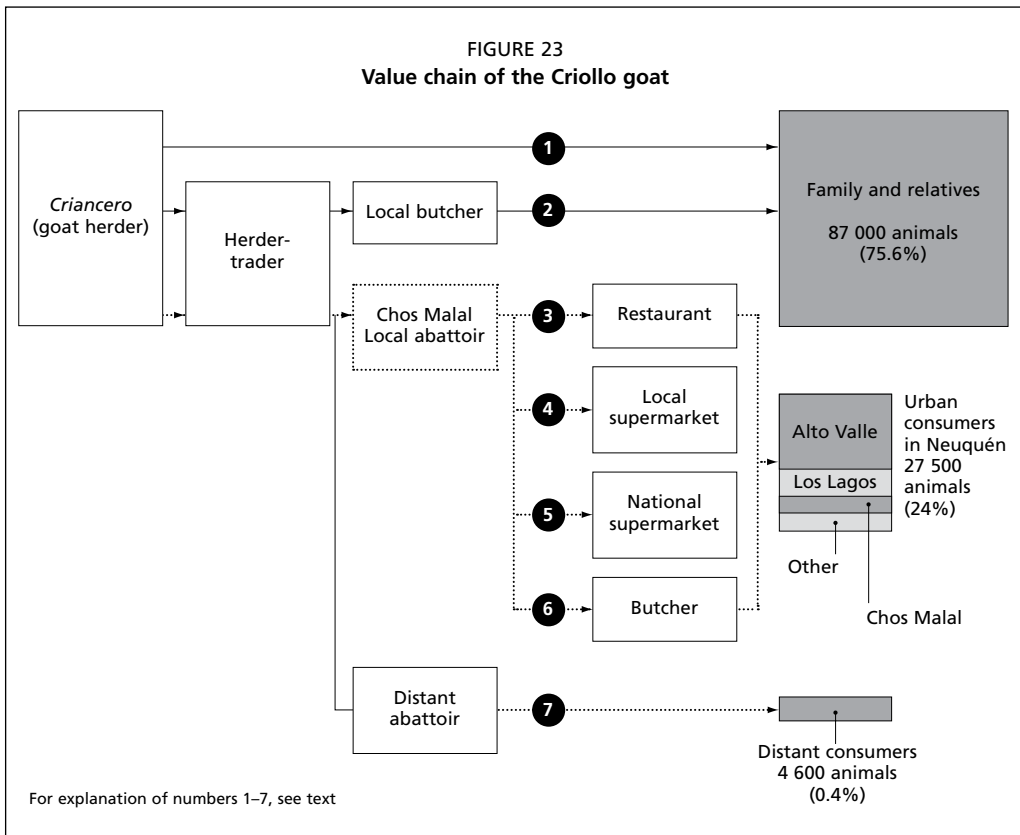 FIGURE 23
Value chain of the Criollo goat
Criancero
(goat herder)
Herder-
trader
Local butcher
Chos Malal
Local abattoir
Distant
abattoir
1
2
3
4
5
6
7
Restaurant
Local
supermarket
National
supermarket
Butcher
Family and relatives
87 000 animals
(75.6%)
Alto Valle
Los Lagos
Other
Chos Malal
Urban
consumers
in Neuquén
27 500
animals
(24%)
Distant consumers
4 600 animals
(0.4%)
For explanation of numbers 1–7, see text